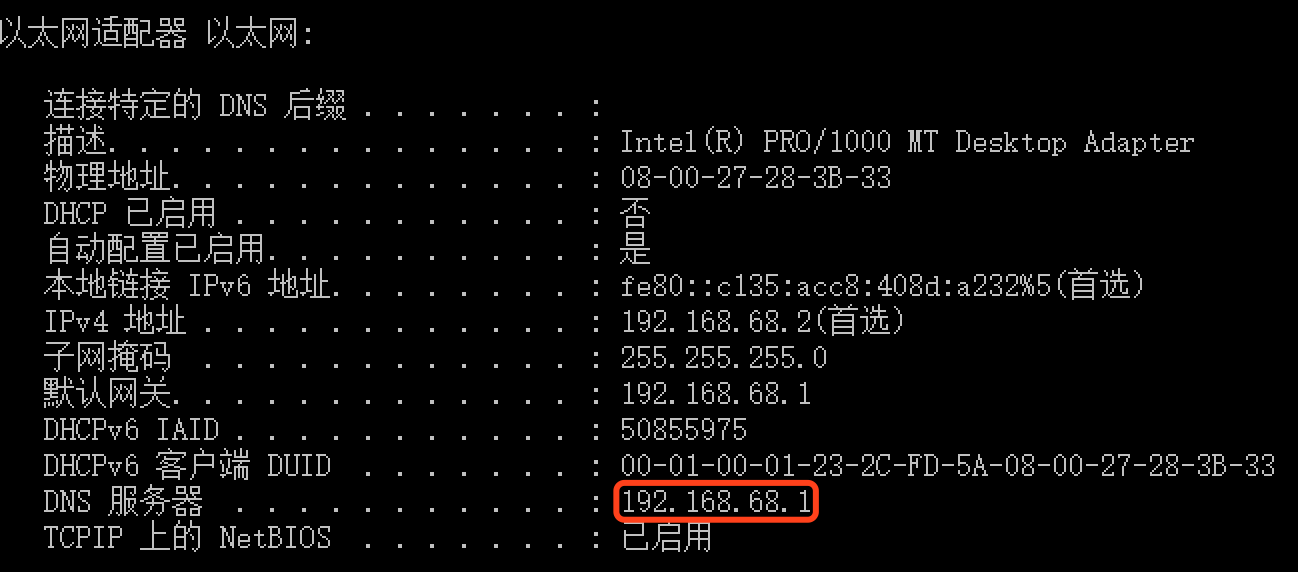 以太网适配器 以太网:
连接特定的 DNS 后缀 . . . . . . . :
描述. . . . . . . . . . . . . . . : Intel(R) PRO/1000 MT Desktop Adapter
物理地址. . . . . . . . . . . . . : 08-00-27-28-3B-33
DHCP 已启用 . . . . . . . . . . . : 否
自动配置已启用. . . . . . . . . . : 是
本地链接 IPv6 地址. . . . . . . . : fe80::c135:acc8:408d:a232%5(首选)
IPv4 地址 . . . . . . . . . . . . : 192.168.68.2(首选)
子网掩码  . . . . . . . . . . . . : 255.255.255.0
默认网关. . . . . . . . . . . . . : 192.168.68.1
DHCPv6 IAID . . . . . . . . . . . : 50855975
DHCPv6 客户端 DUID  . . . . . . . : 00-01-00-01-23-2C-FD-5A-08-00-27-28-3B-33
DNS 服务器  . . . . . . . . . . . : 192.168.68.1
TCPIP 上的 NetBIOS  . . . . . . . : 已启用